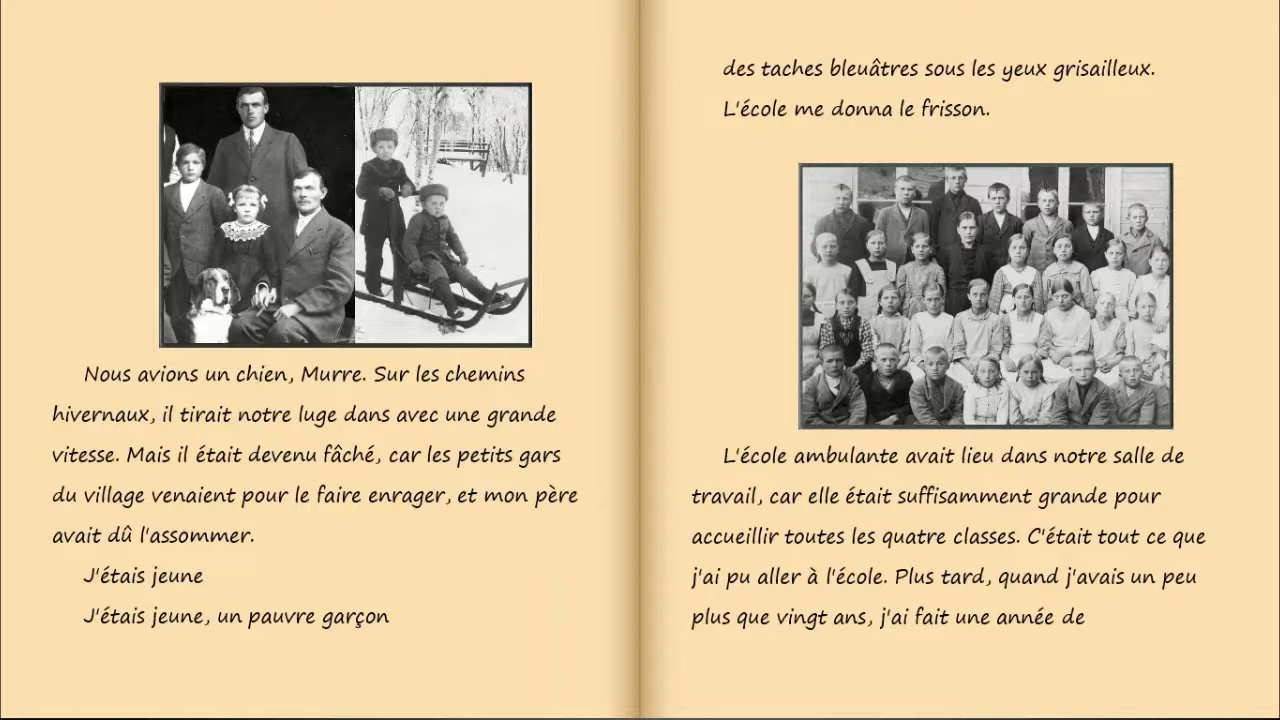 Nous avions un chien, Murre. Sur les chemins
hivernaux, il tirait notre luge dans avec une grande
vitesse. Mais il était devenu fâché, car les petits gars
du village venaient pour le faire enrager, et mon père
avait dû l'assommer.
J'étais jeune
J'étais jeune, un pauvre garçon
des taches bleuâtres sous les yeux grisailleux.
L'école me donna le frisson.
L'école ambulante avait lieu dans notre salle de
travail, car elle était suffisamment grande pour
accueillir toutes les quatre classes. C'était tout ce que
j'ai pu aller à l'école. Plus tard, quand j'avais un peu
plus que vingt ans, j'ai fait une année de